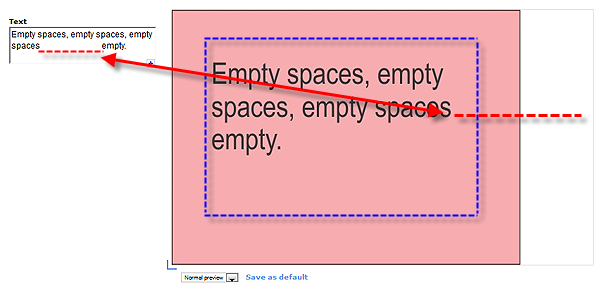 Text
Empty spaces, empty spaces, empty
spaces empty.
Empty spaces, empty
spaces, empty spaces
empty.
Normal preview
Save as default